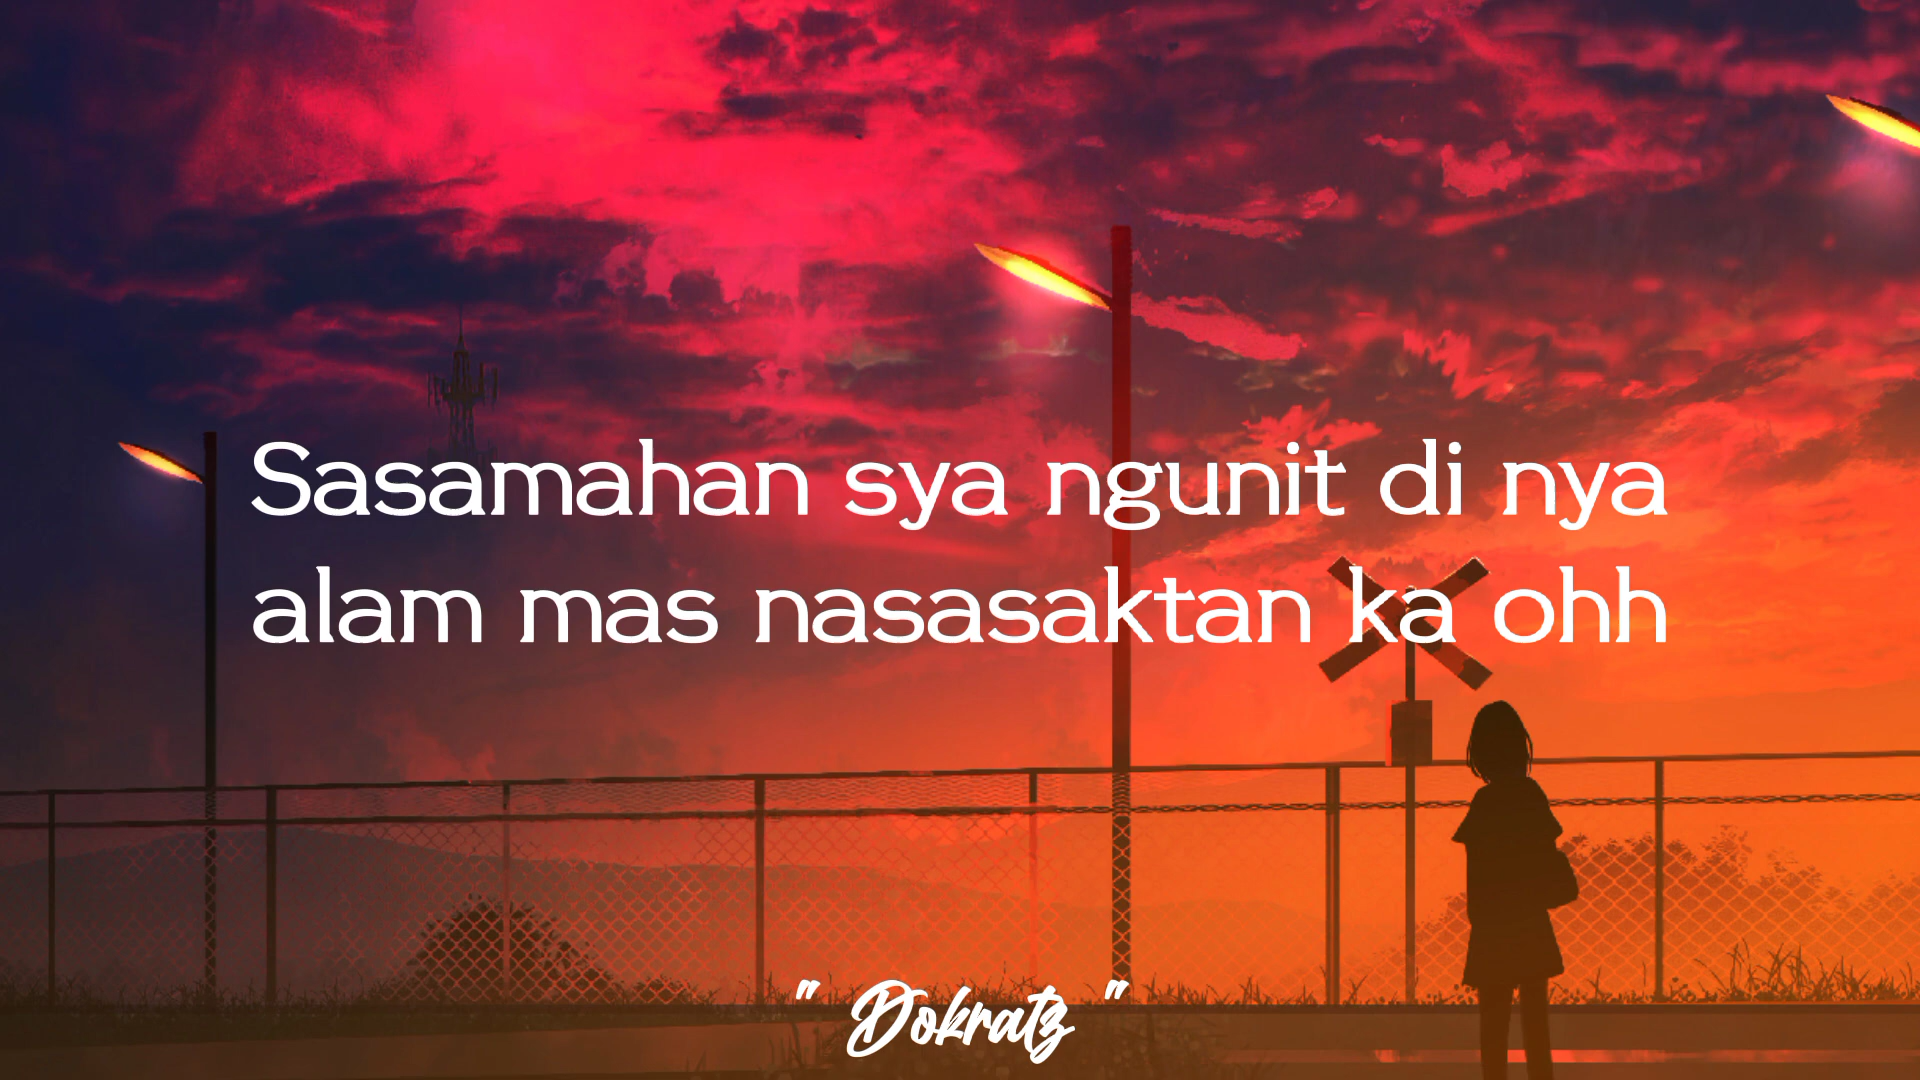 Sasamahan sya ngunit di nya
alam mas nasasaktan ka ohh
" Dokratz "